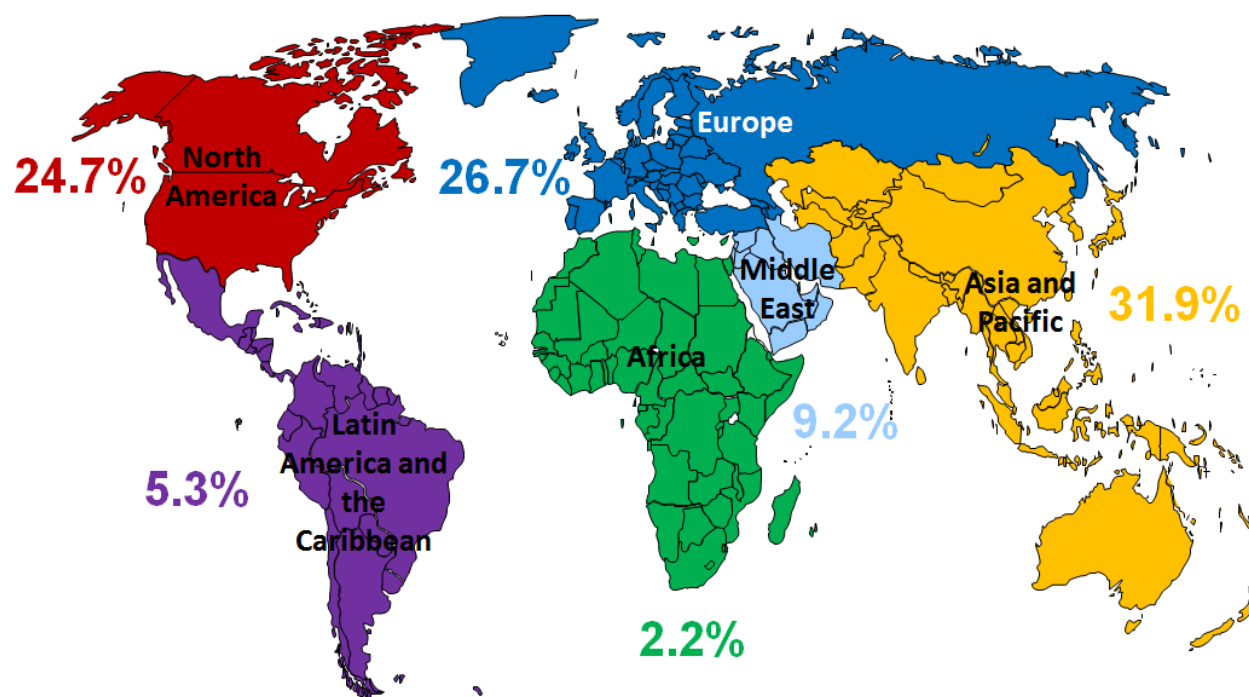 Europe
North
America
24.7%
26.7%
Middle
East
Asia and
Pacific
31.9%
Africa
9.2%
Latin
America and
the
Caribbean
5.3%
2.2%